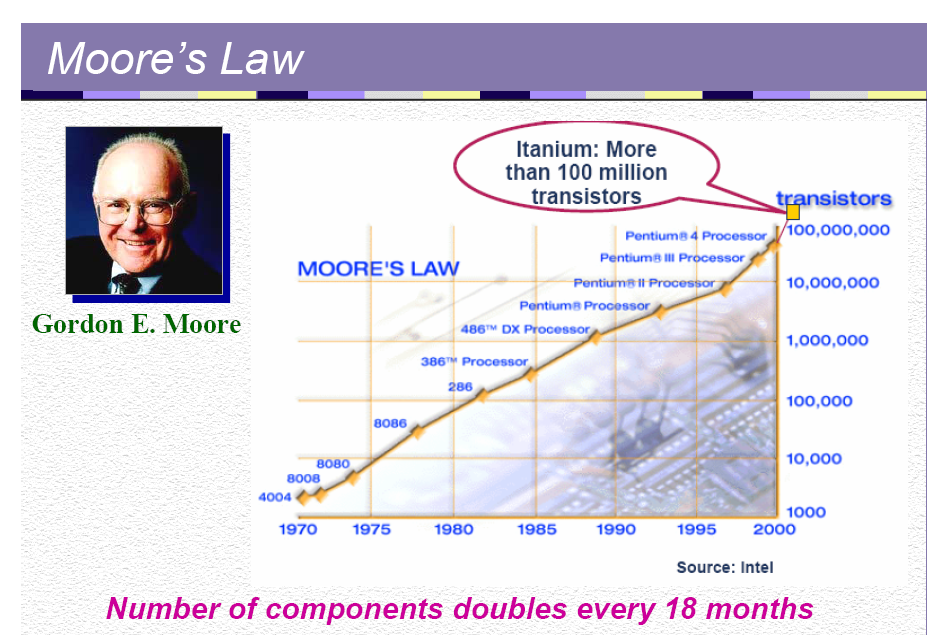 Moore's Law
Itanium: More
than 100 million
transistors
transistors
Pentium® 4 Processor
100,000,000
Pentium® III Processor
MOORE'S LAW
Pentium® II Processor
10,000,000
Pentium® Processor
Gordon E. Moore
486™ DX Processor
1,000,000
386™ Processor
286
100,000
8086
8080
10,000
8008
4004
1000
1970 1975 1980 1985 1990 1995 2000
Source: Intel
Number of components doubles every 18 months